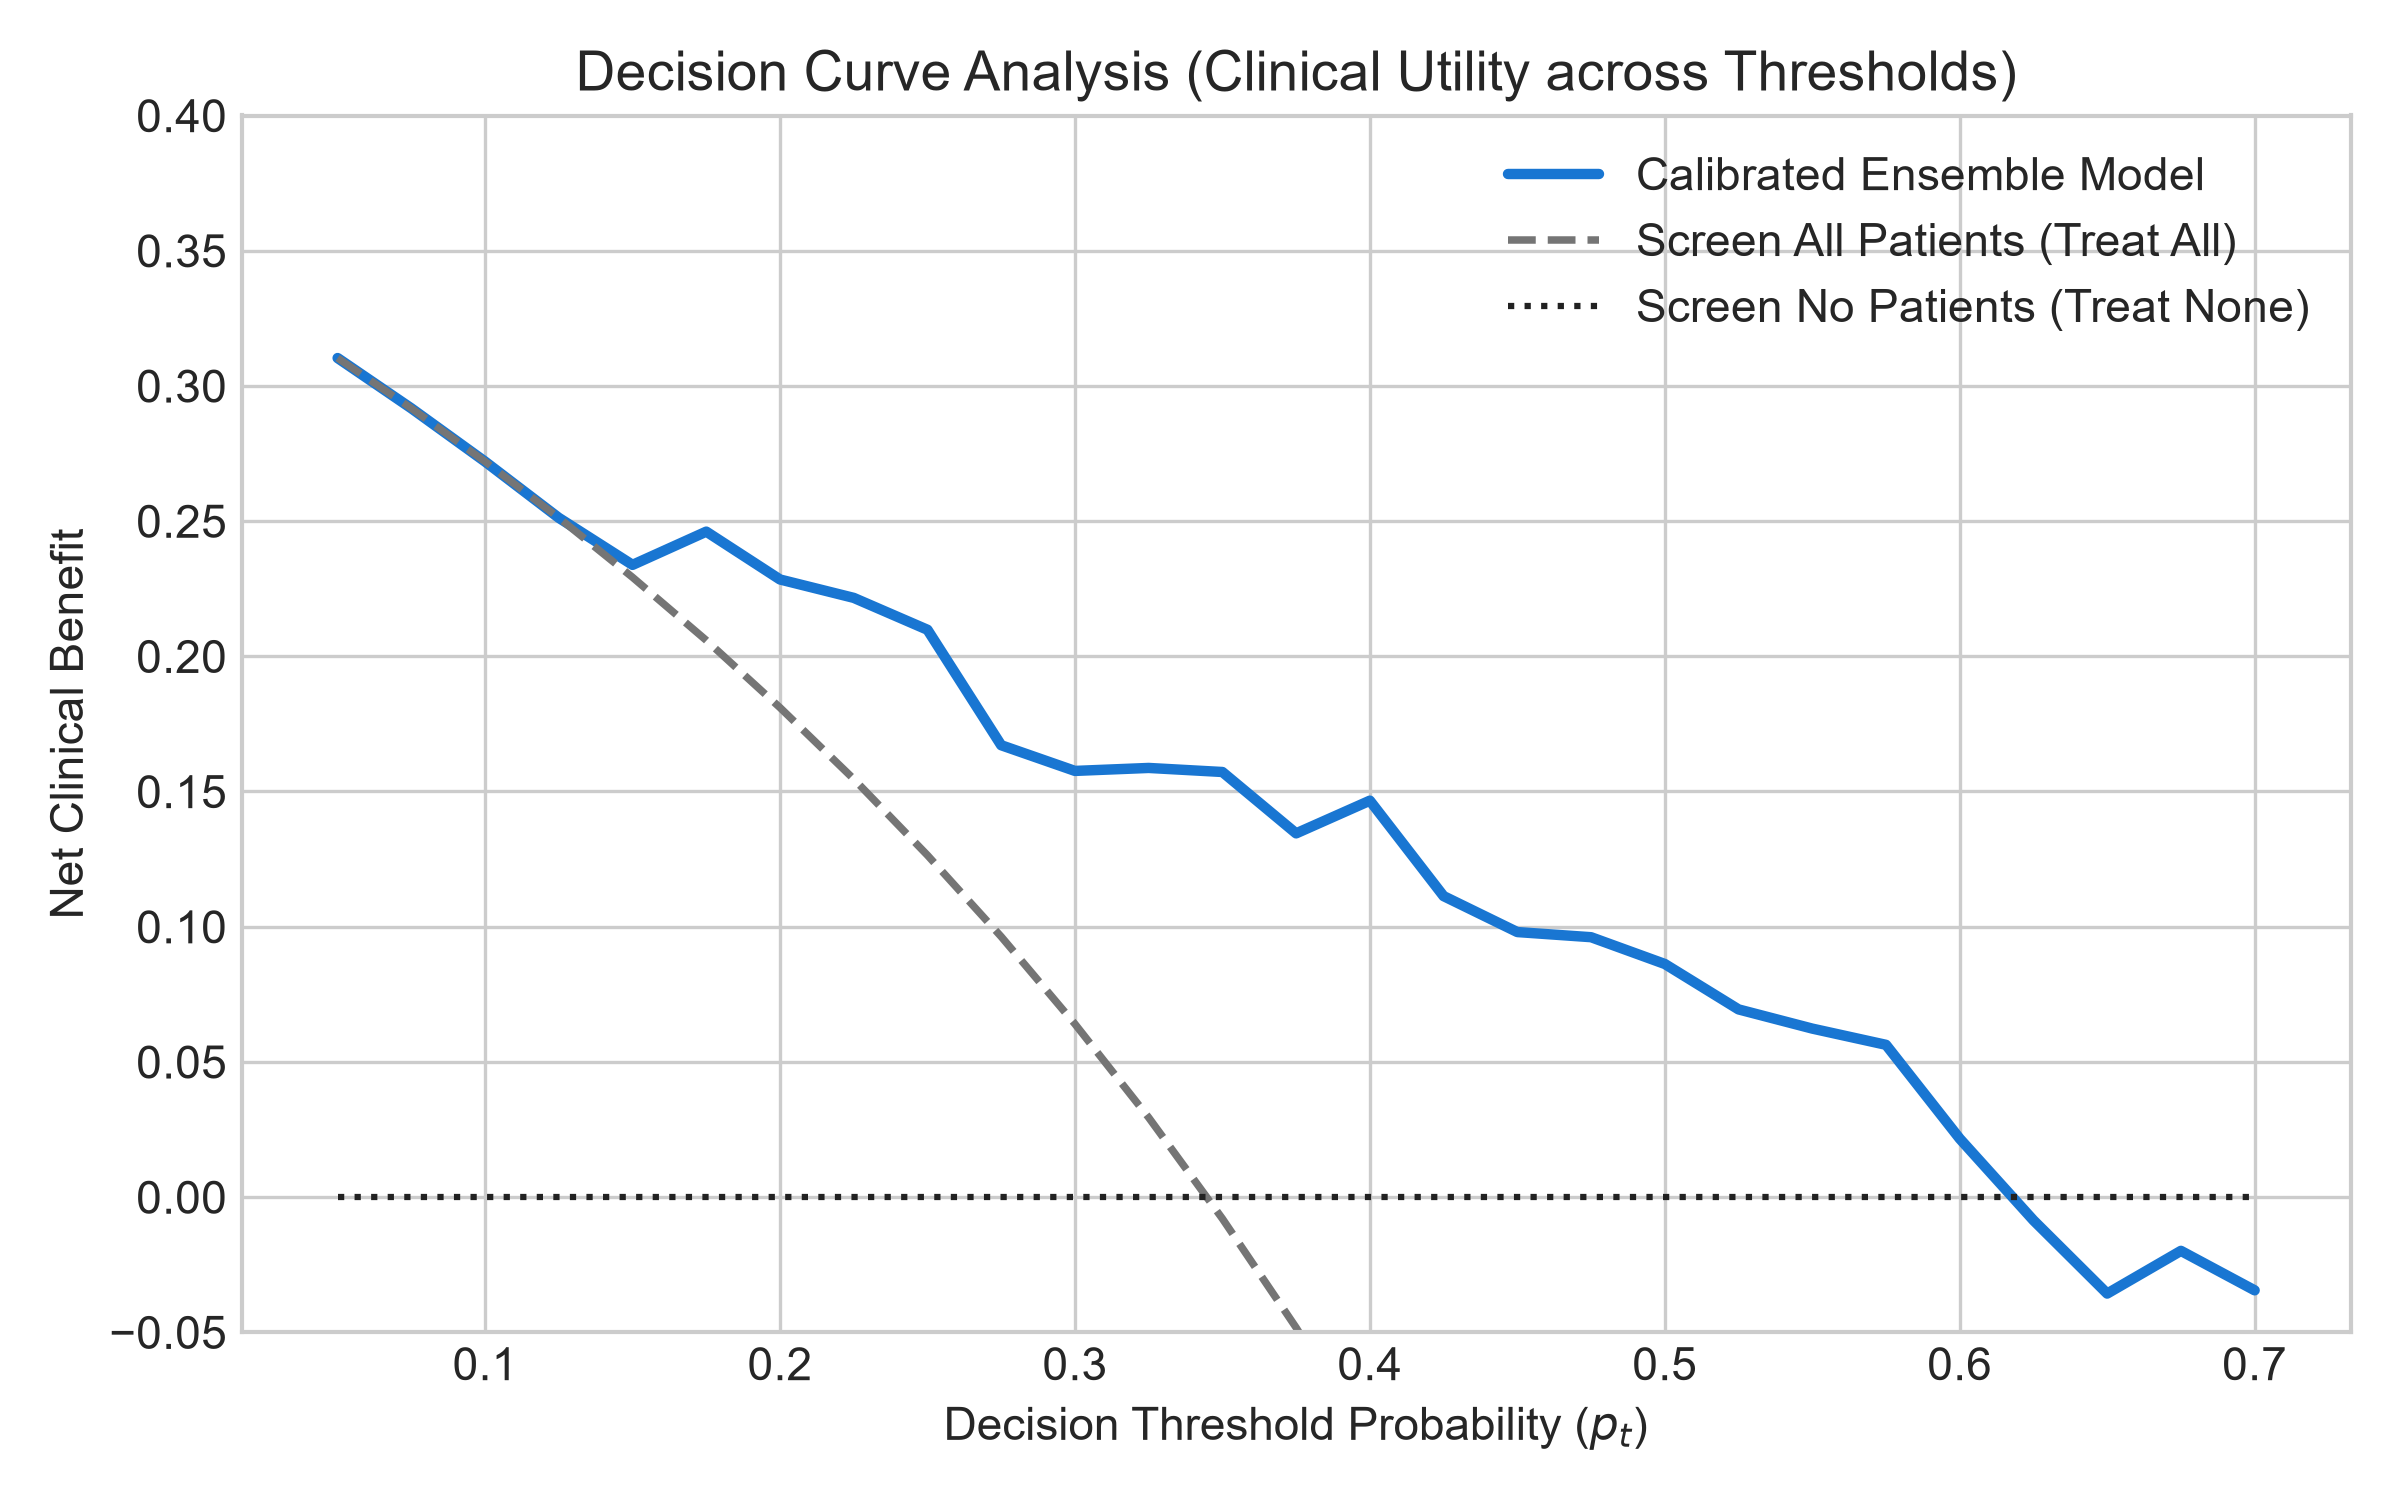 Decision Curve Analysis (Clinical Utility across Thresholds)
0.40
0.35
0.30
0.25
0.20
0.15
0.10
0.05
0.00
−0.05
Net Clinical Benefit
Calibrated Ensemble Model
Screen All Patients (Treat All)
Screen No Patients (Treat None)
0.1 0.2 0.3 0.4 0.5 0.6 0.7
Decision Threshold Probability (pₜ)